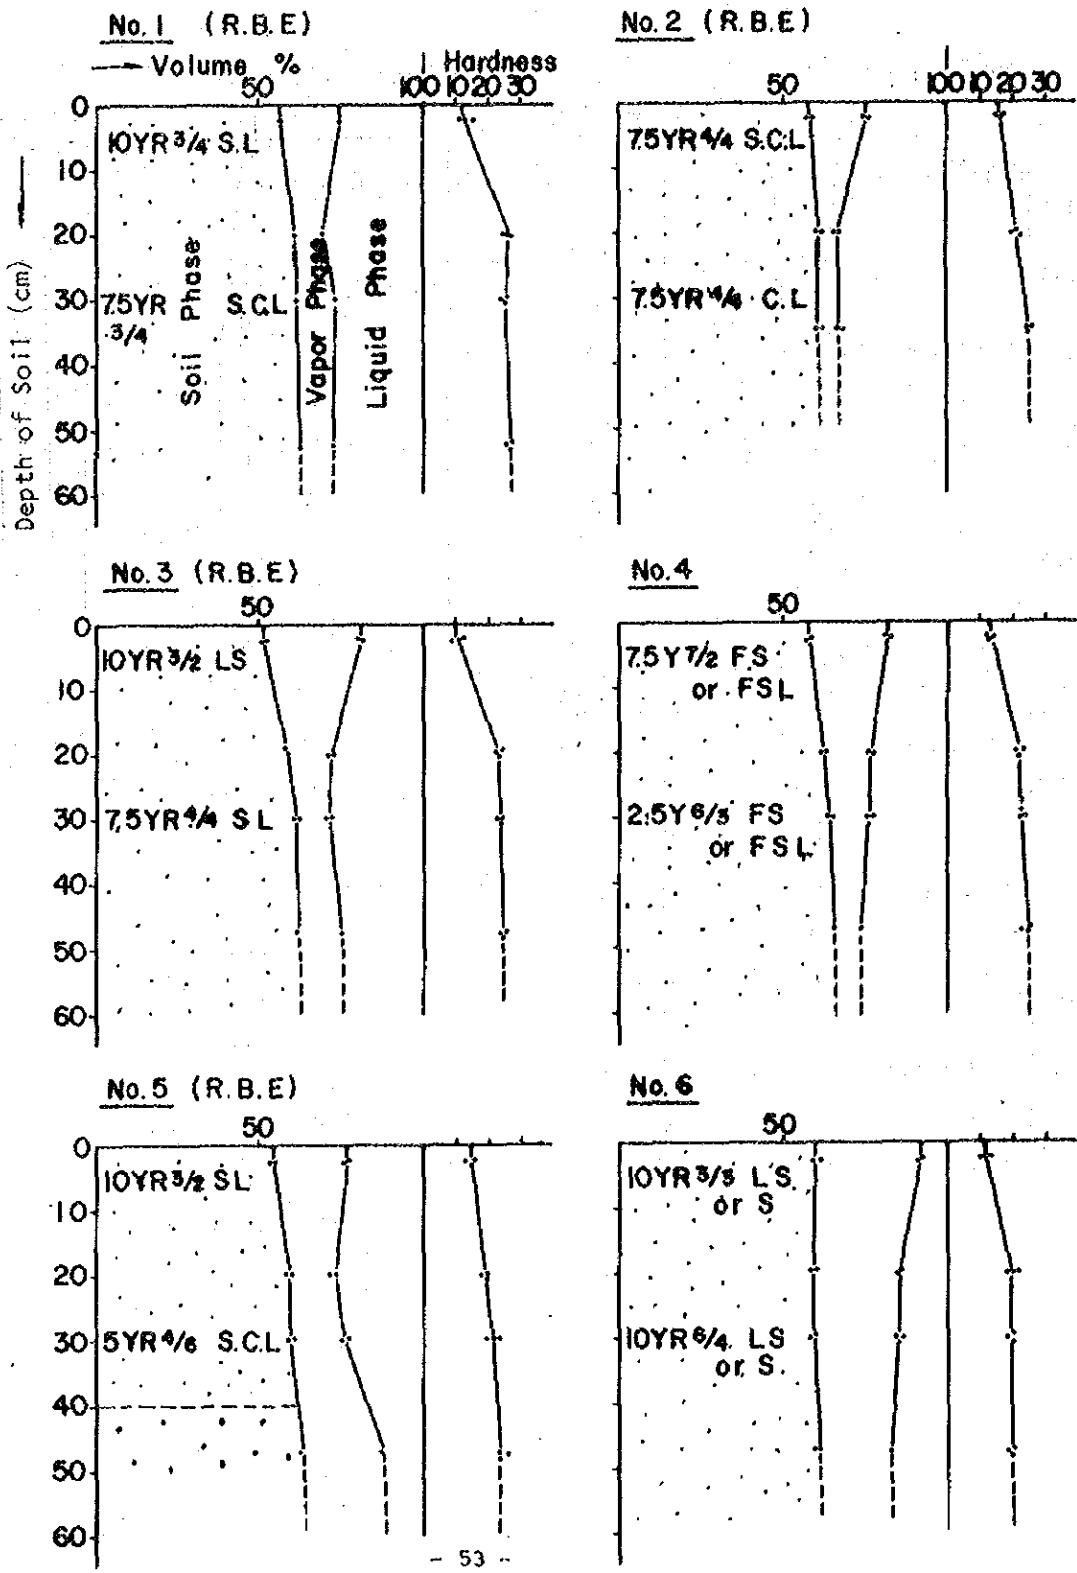 No. 1 (R.B.E)
Volume %
Hardness
50 100 10 20 30
Depth of Soil (cm)
0
10
20
30
40
50
60
10YR 3/4 S.L
7.5YR 3/4 S.C.L
Soil Phase
Vapor Phase
Liquid Phase
No. 2 (R.B.E)
50 100 10 20 30
7.5YR 4/4 S.C.L
7.5YR 4/4 C.L
No. 3 (R.B.E)
50
0
10
20
30
40
50
60
10YR 3/2 LS
7.5YR 4/4 S L
No. 4
50
7.5Y 7/2 FS
or FSL
2.5Y 6/3 FS
or FSL
No. 5 (R.B.E)
50
0
10
20
30
40
50
60
10YR 3/2 SL
5YR 4/6 S.C.L
No. 6
50
10YR 3/3 LS
or S
10YR 6/4 LS
or S
- 53 -